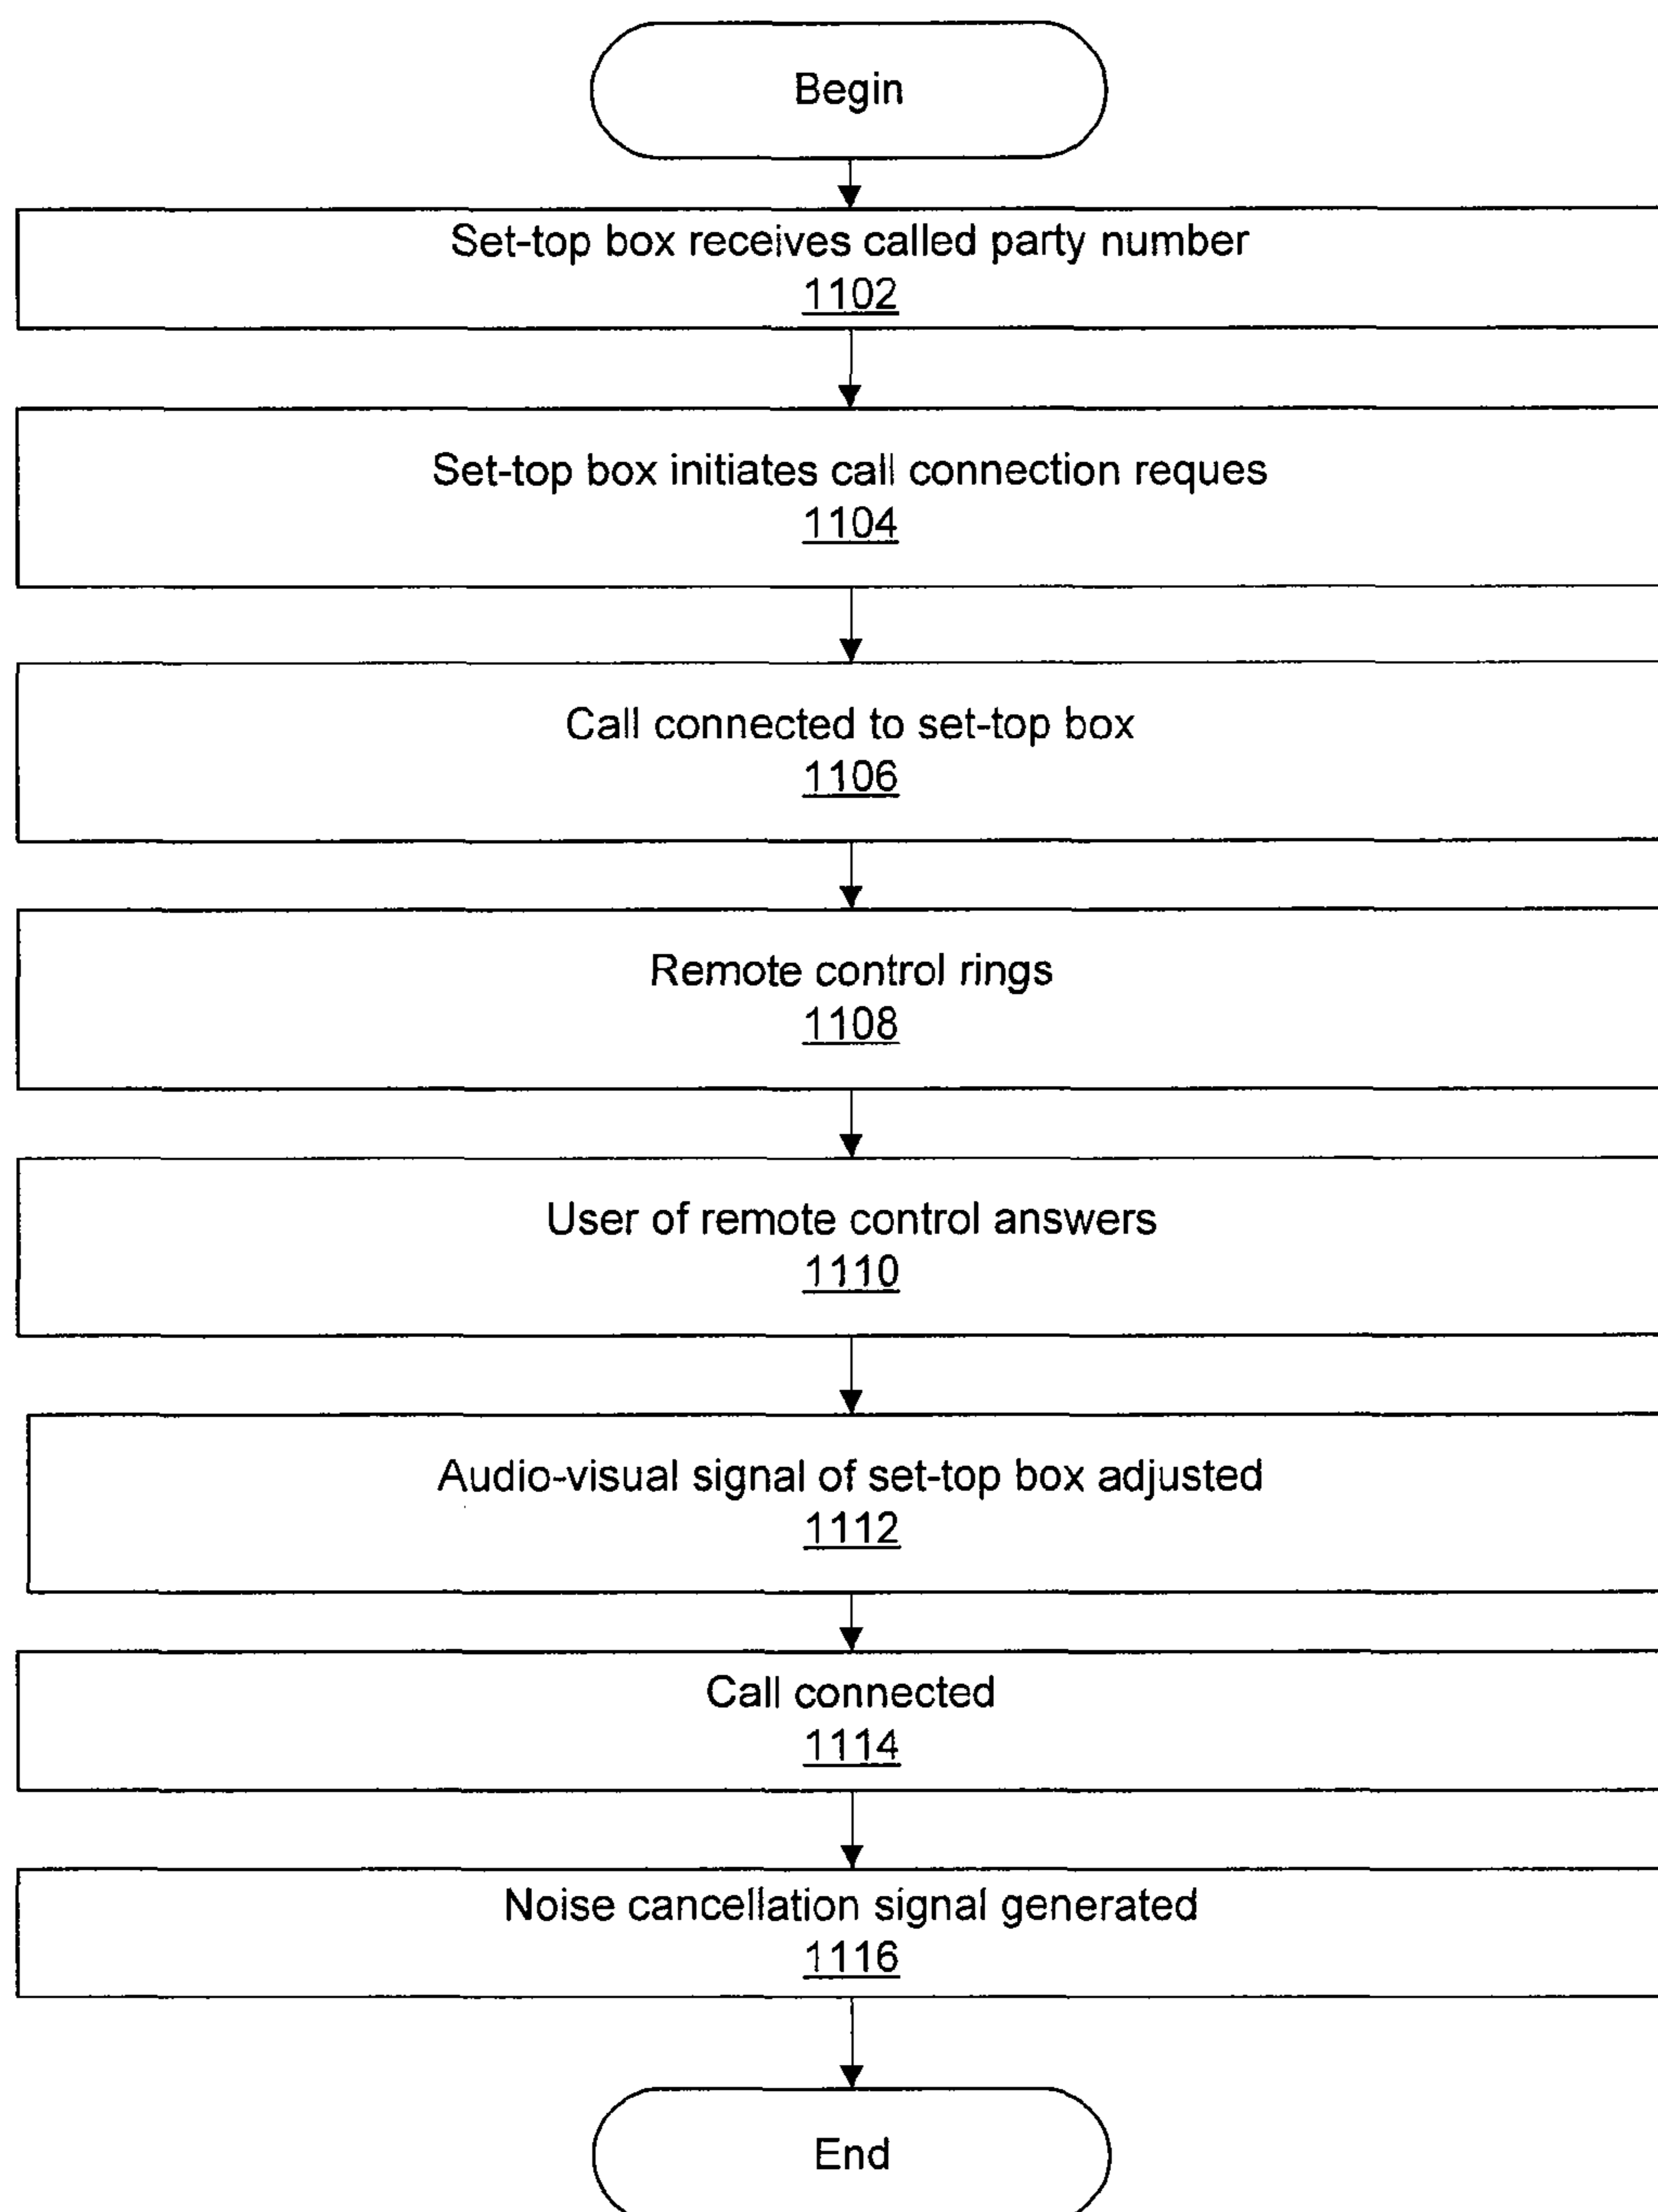 Begin
Set-top box receives called party number
1102
Set-top box initiates call connection reques
1104
Call connected to set-top box
1106
Remote control rings
1108
User of remote control answers
1110
Audio-visual signal of set-top box adjusted
1112
Call connected
1114
Noise cancellation signal generated
1116
End